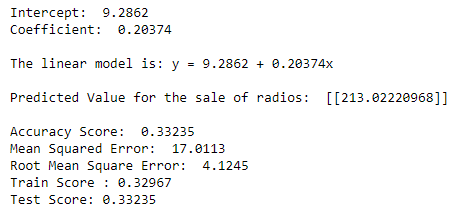 Intercept:  9.2862
Coefficient:  0.20374
The linear model is: y = 9.2862 + 0.20374x
Predicted Value for the sale of radios:  [[213.02220968]]
Accuracy Score:  0.33235
Mean Squared Error:  17.0113
Root Mean Square Error:  4.1245
Train Score : 0.32967
Test Score: 0.33235